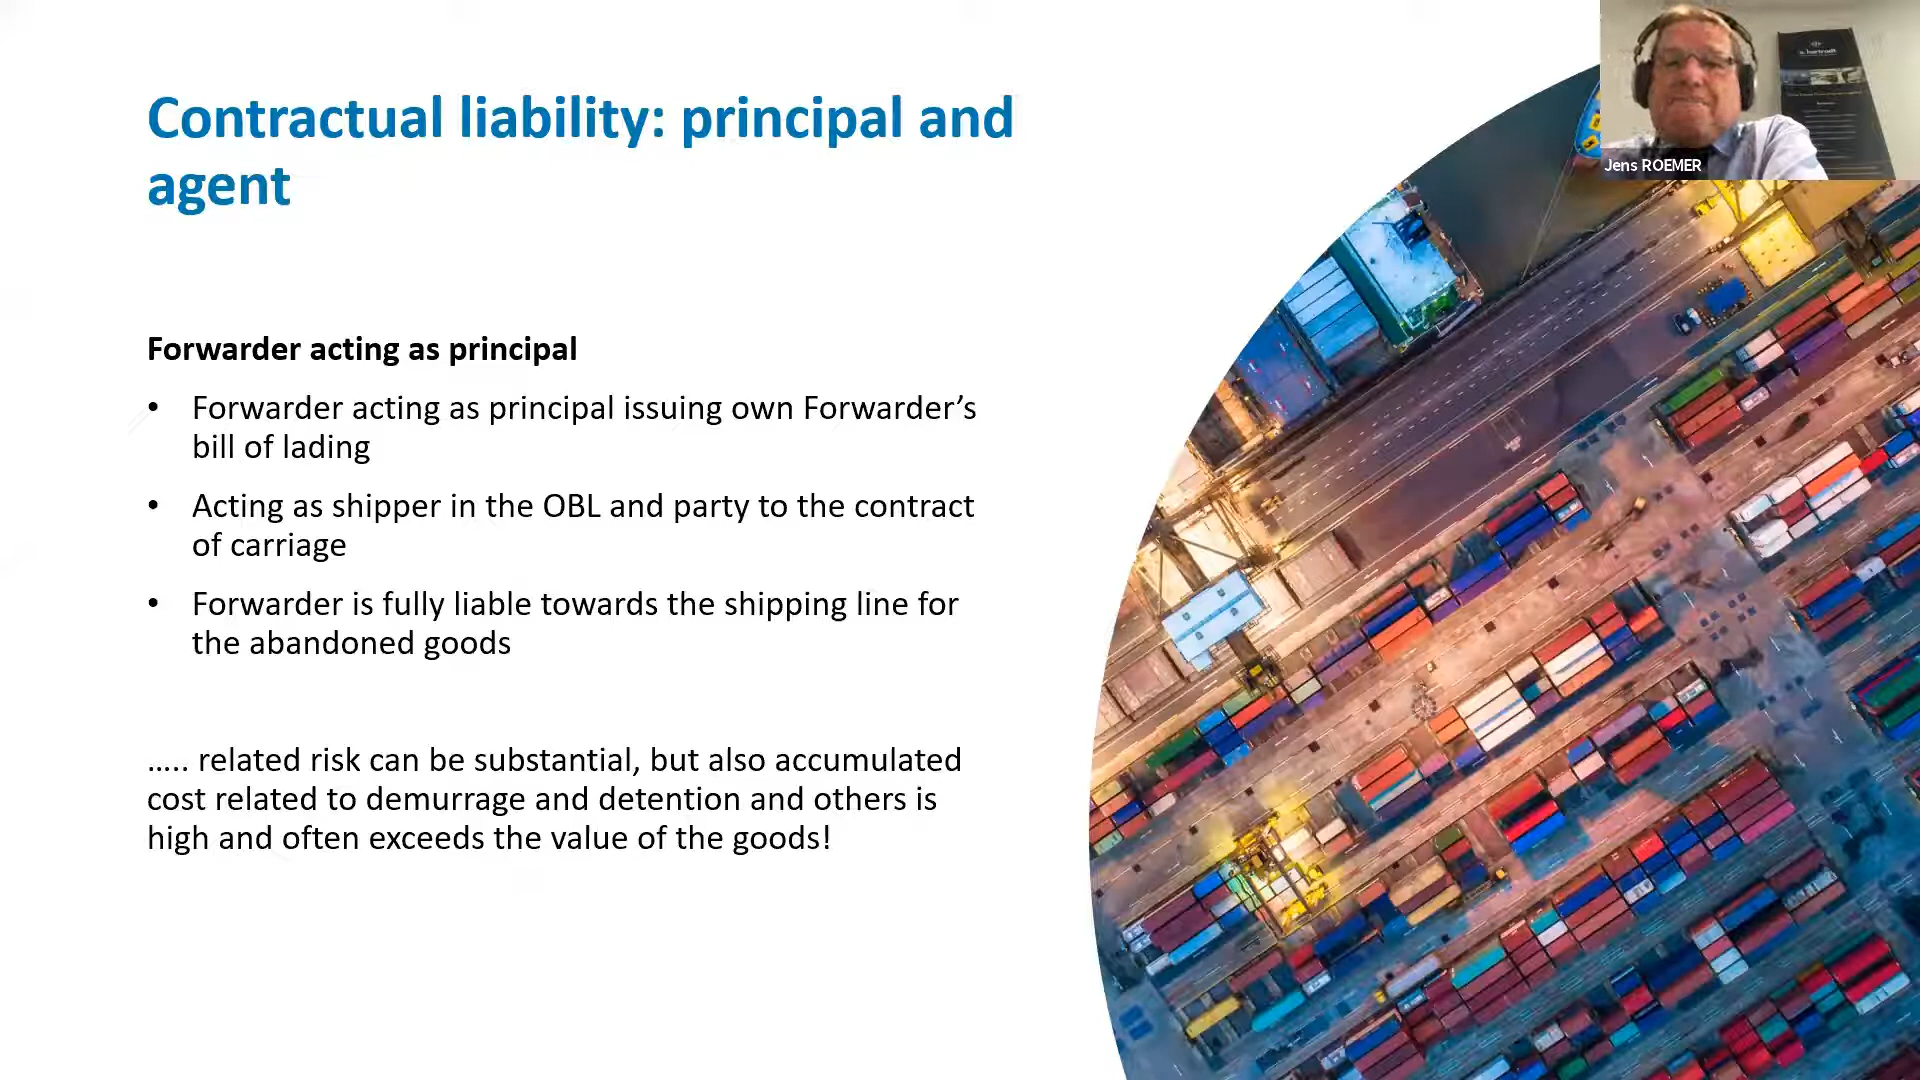 Contractual liability: principal and
agent
Jens ROEMER
Forwarder acting as principal
• Forwarder acting as principal issuing own Forwarder’s
bill of lading
• Acting as shipper in the OBL and party to the contract
of carriage
• Forwarder is fully liable towards the shipping line for
the abandoned goods
….. related risk can be substantial, but also accumulated
cost related to demurrage and detention and others is
high and often exceeds the value of the goods!